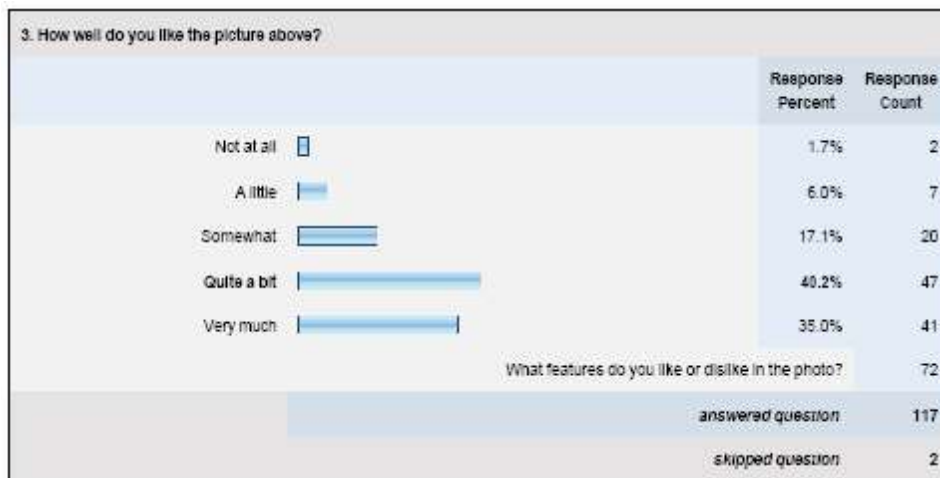 3. How well do you like the picture above?
Response Percent Response Count
Not at all 1.7% 2
A little 6.0% 7
Somewhat 17.1% 20
Quite a bit 40.2% 47
Very much 35.0% 41
What features do you like or dislike in the photo? 72
answered question 117
skipped question 2